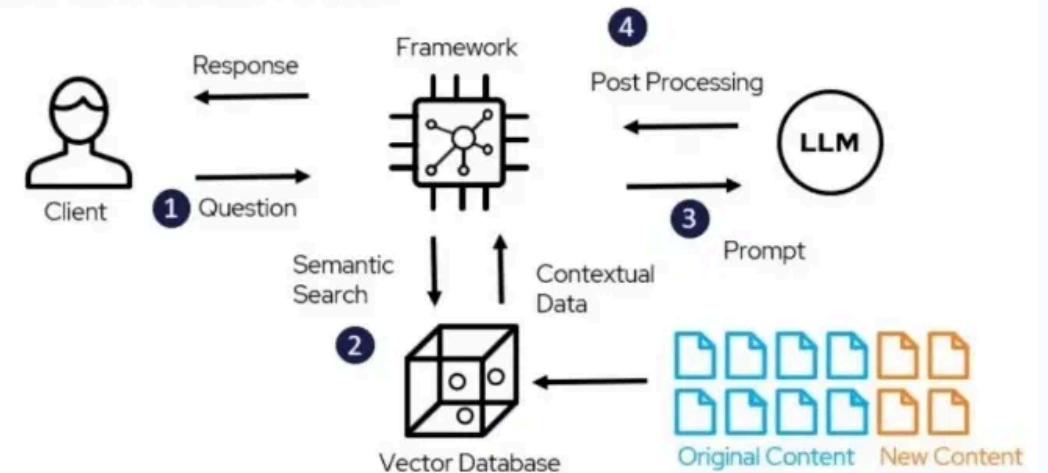 4
Framework
Response
Post Processing
LLM
Client
1 Question
3
Prompt
Semantic
Search
Contextual
Data
2
Vector Database
Original Content New Content